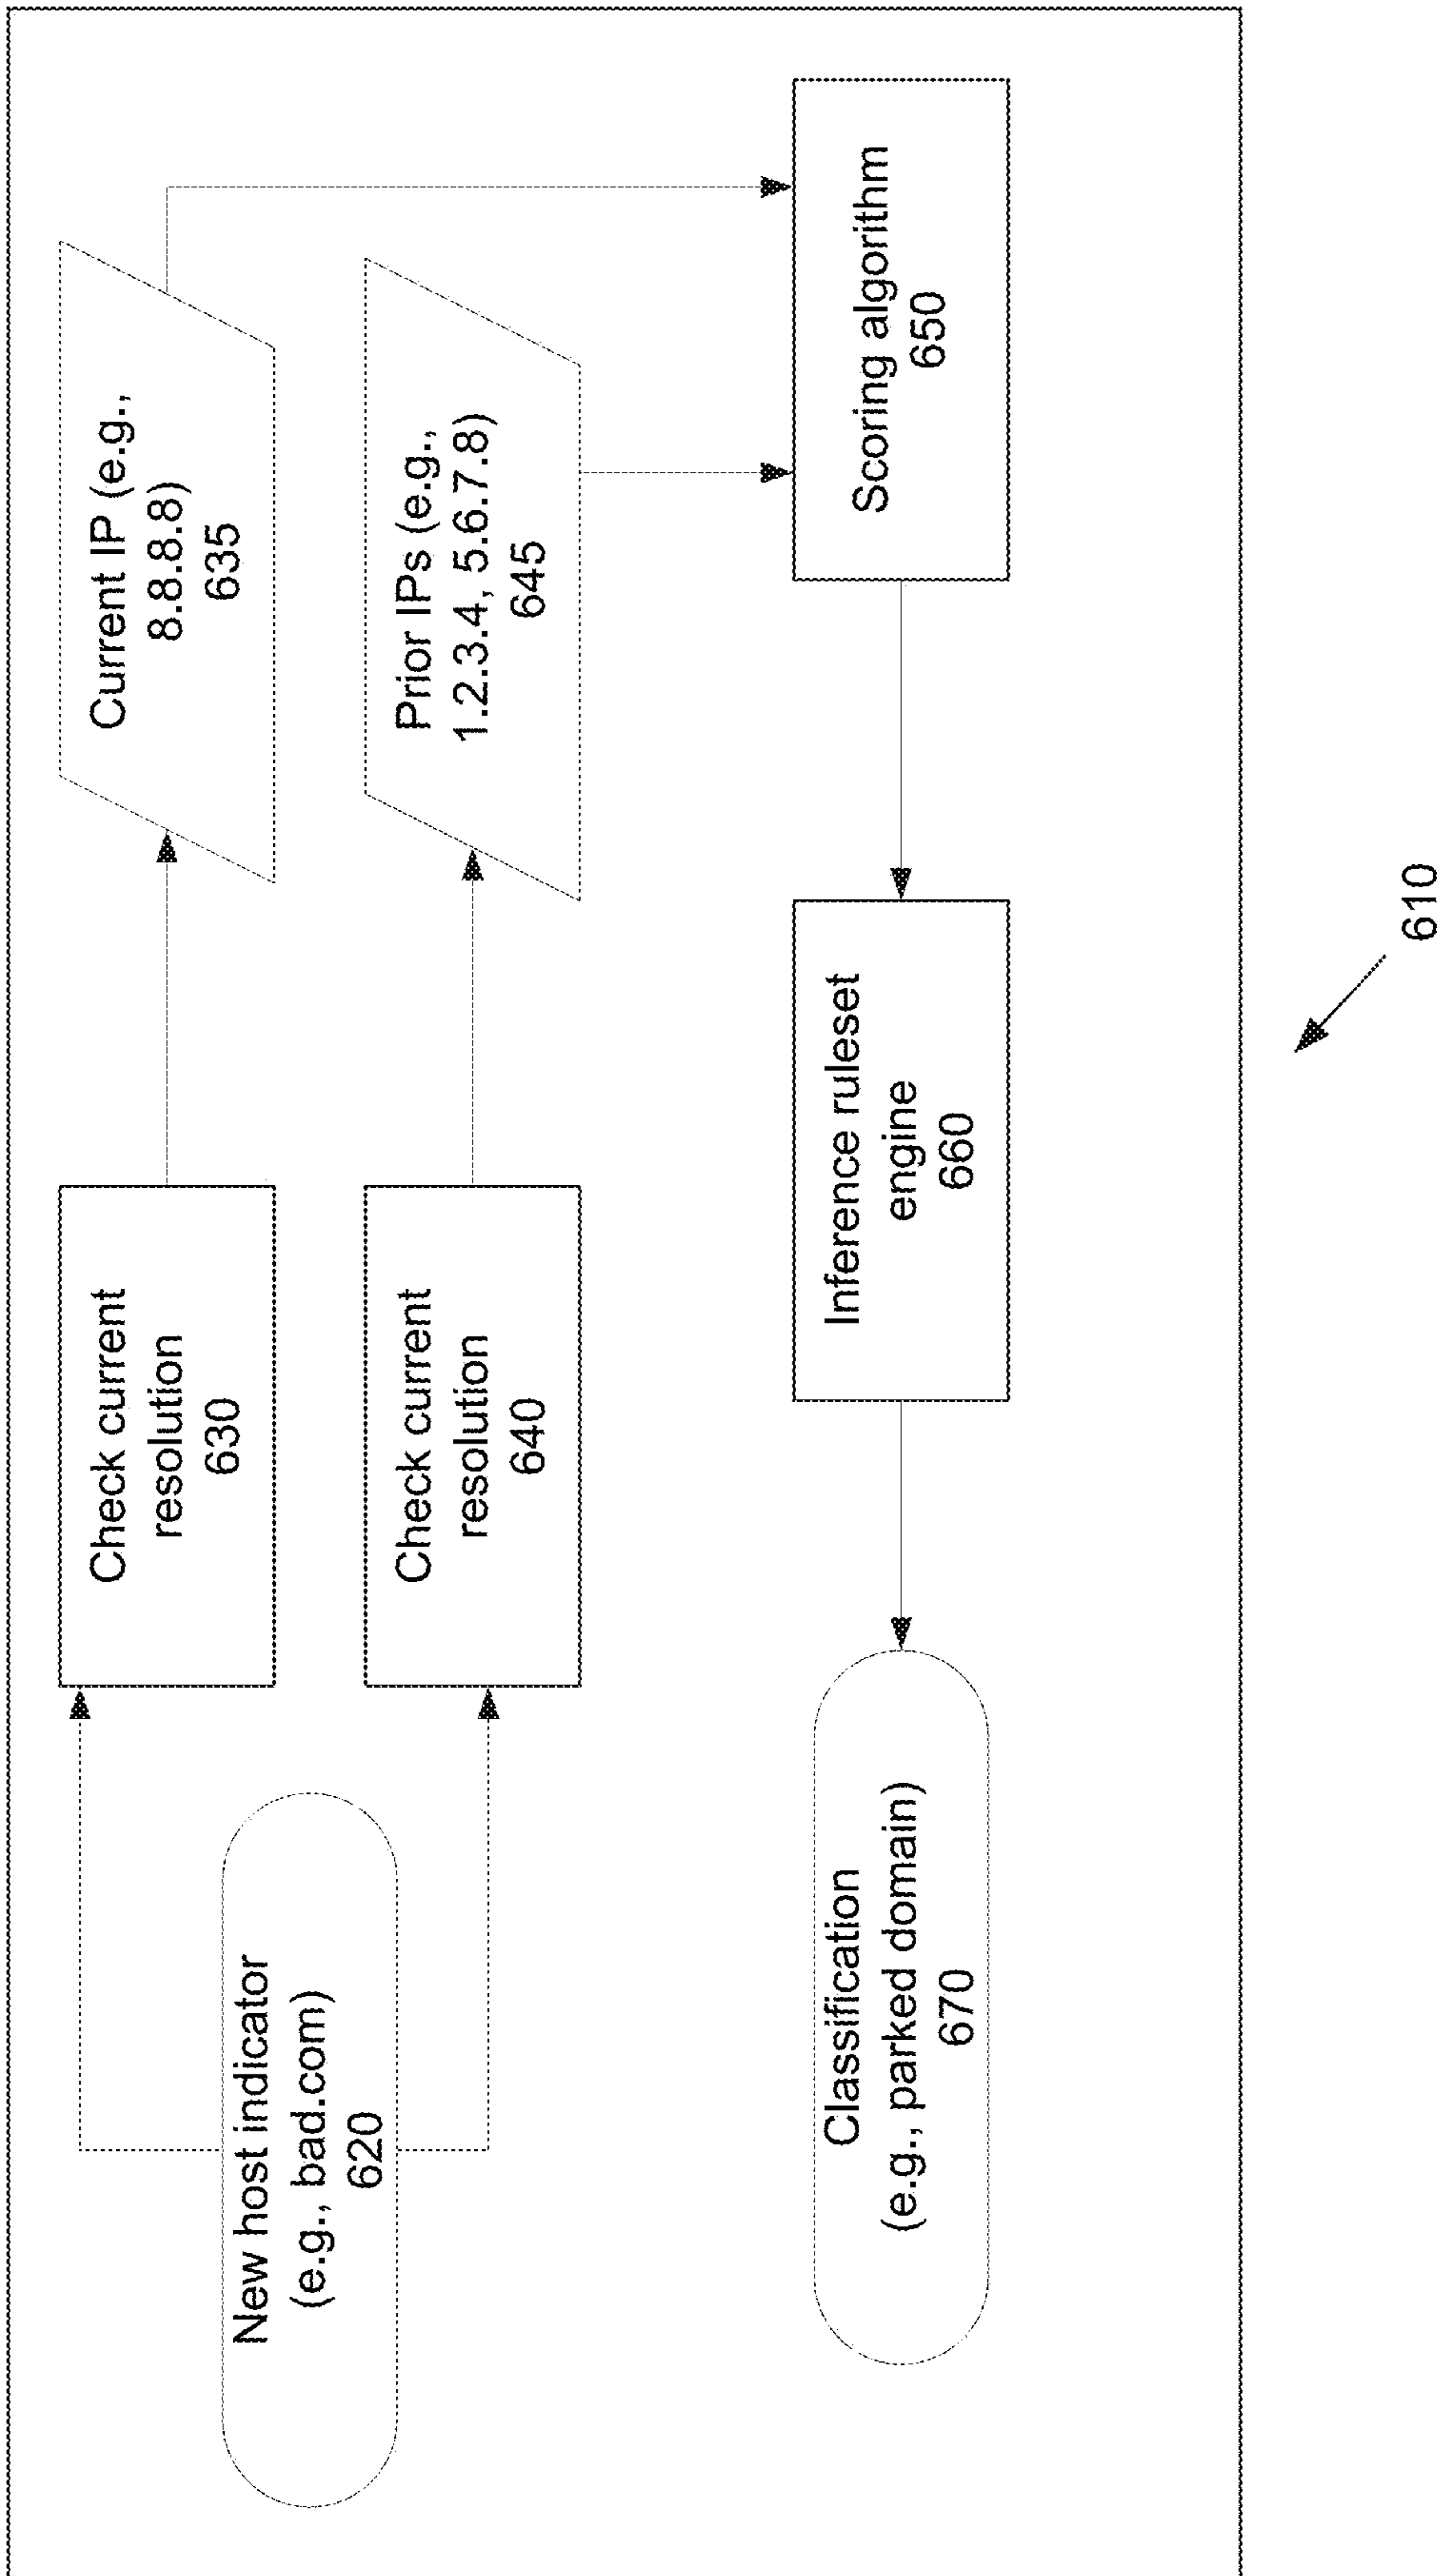 New host indicator
(e.g., bad.com)
620
Check current
resolution
630
Current IP (e.g.,
8.8.8.8)
635
Check current
resolution
640
Prior IPs (e.g.,
1.2.3.4, 5.6.7.8)
645
Classification
(e.g., parked domain)
670
Inference ruleset
engine
660
Scoring algorithm
650
610